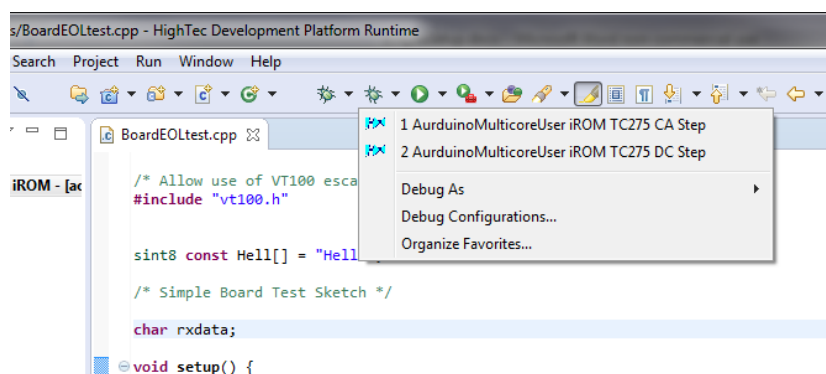 s/BoardEOLtest.cpp - HighTec Development Platform Runtime
Search Project Run Window Help
BoardEOLtest.cpp
1 AurduinoMulticoreUser iROM TC275 CA Step
2 AurduinoMulticoreUser iROM TC275 DC Step
iROM - [ac
Debug As
Debug Configurations...
Organize Favorites...
/* Allow use of VT100 esca
#include "vt100.h"
sint8 const Hell[] = "Hell
/* Simple Board Test Sketch */
char rxdata;
void setup() {